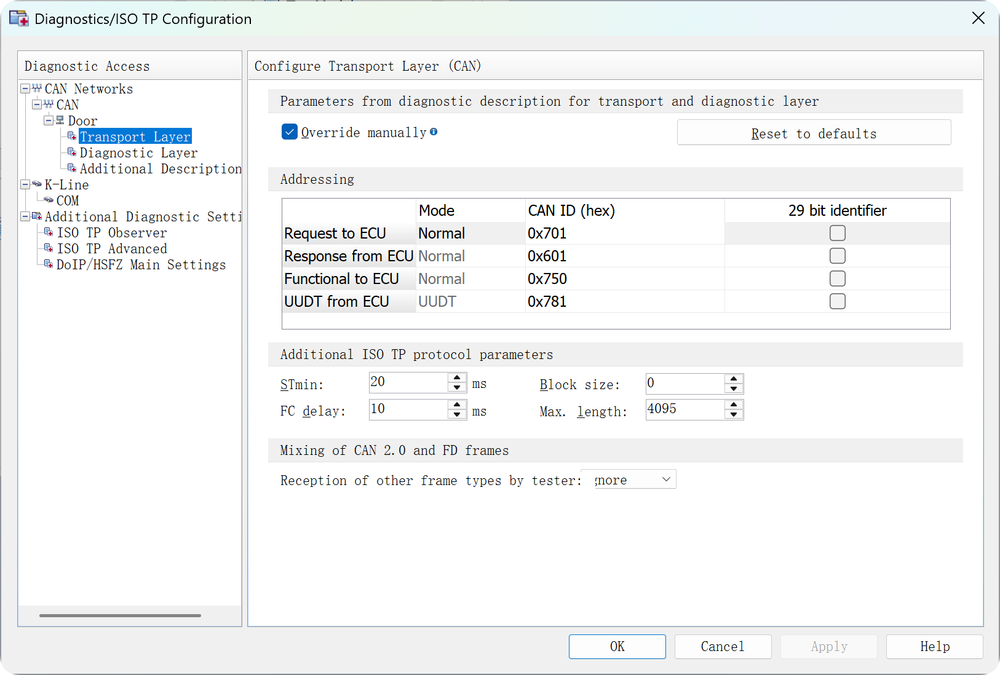 Diagnostics/ISO TP Configuration
Diagnostic Access
CAN Networks
CAN
Door
Transport Layer
Diagnostic Layer
Additional Description
K-Line
COM
Additional Diagnostic Setti
ISO TP Observer
ISO TP Advanced
DoIP/HSFZ Main Settings
Configure Transport Layer (CAN)
Parameters from diagnostic description for transport and diagnostic layer
Override manually
Reset to defaults
Addressing
Mode CAN ID (hex) 29 bit identifier
Request to ECU Normal 0x701
Response from ECU Normal 0x601
Functional to ECU Normal 0x750
UUDT from ECU UUDT 0x781
Additional ISO TP protocol parameters
STmin: 20 ms Block size: 0
FC delay: 10 ms Max. length: 4095
Mixing of CAN 2.0 and FD frames
Reception of other frame types by tester: gnore
OK Cancel Apply Help